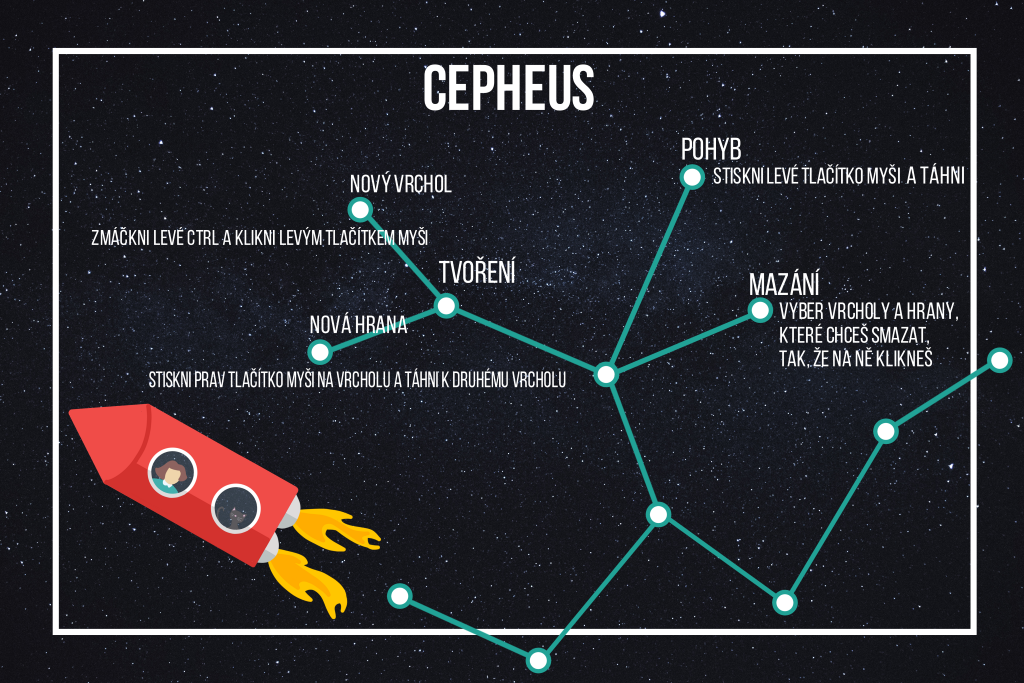 CEPHEUS
NOVÝ VRCHOL
ZMÁČKNI LEVÉ CTRL A KLIKNI LEVÝM TLAČÍTKEM MYŠI
TVOŘENÍ
NOVÁ HRANA
STISKNI PRAV TLAČÍTKO MYŠI NA VRCHOLU A TÁHNI K DRUHÉMU VRCHOLU
POHYB
STISKNI LEVÉ TLAČÍTKO MYŠI A TÁHNI
MAZÁNÍ
VYBER VRCHOLY A HRANY,
KTERÉ CHCEŠ SMAZAT,
TAK, ŽE NA NĚ KLIKNEŠ